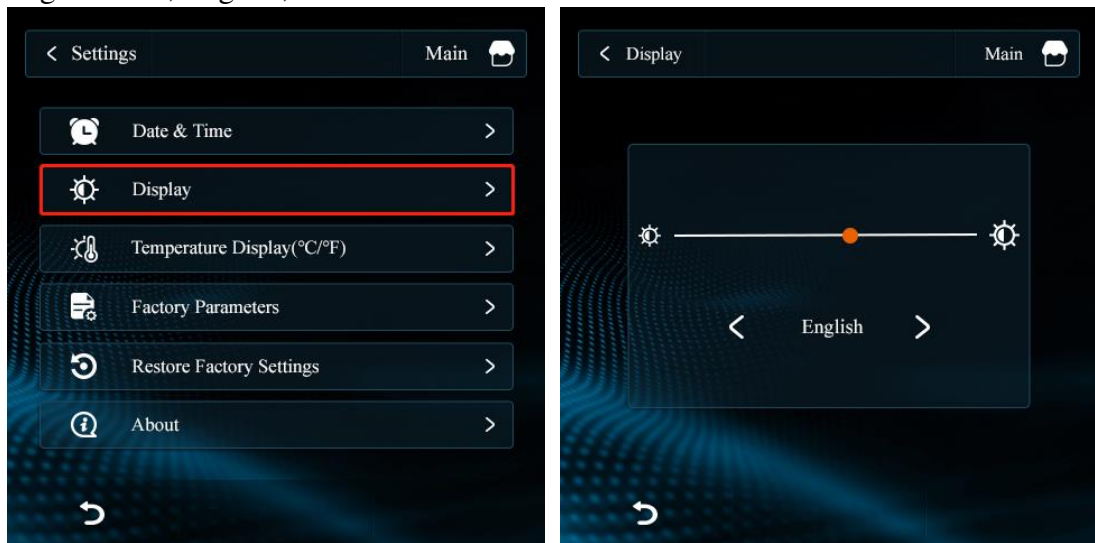 < Settings Main
Date & Time >
Display >
Temperature Display(°C/°F) >
Factory Parameters >
Restore Factory Settings >
About >
< Display Main
< English >